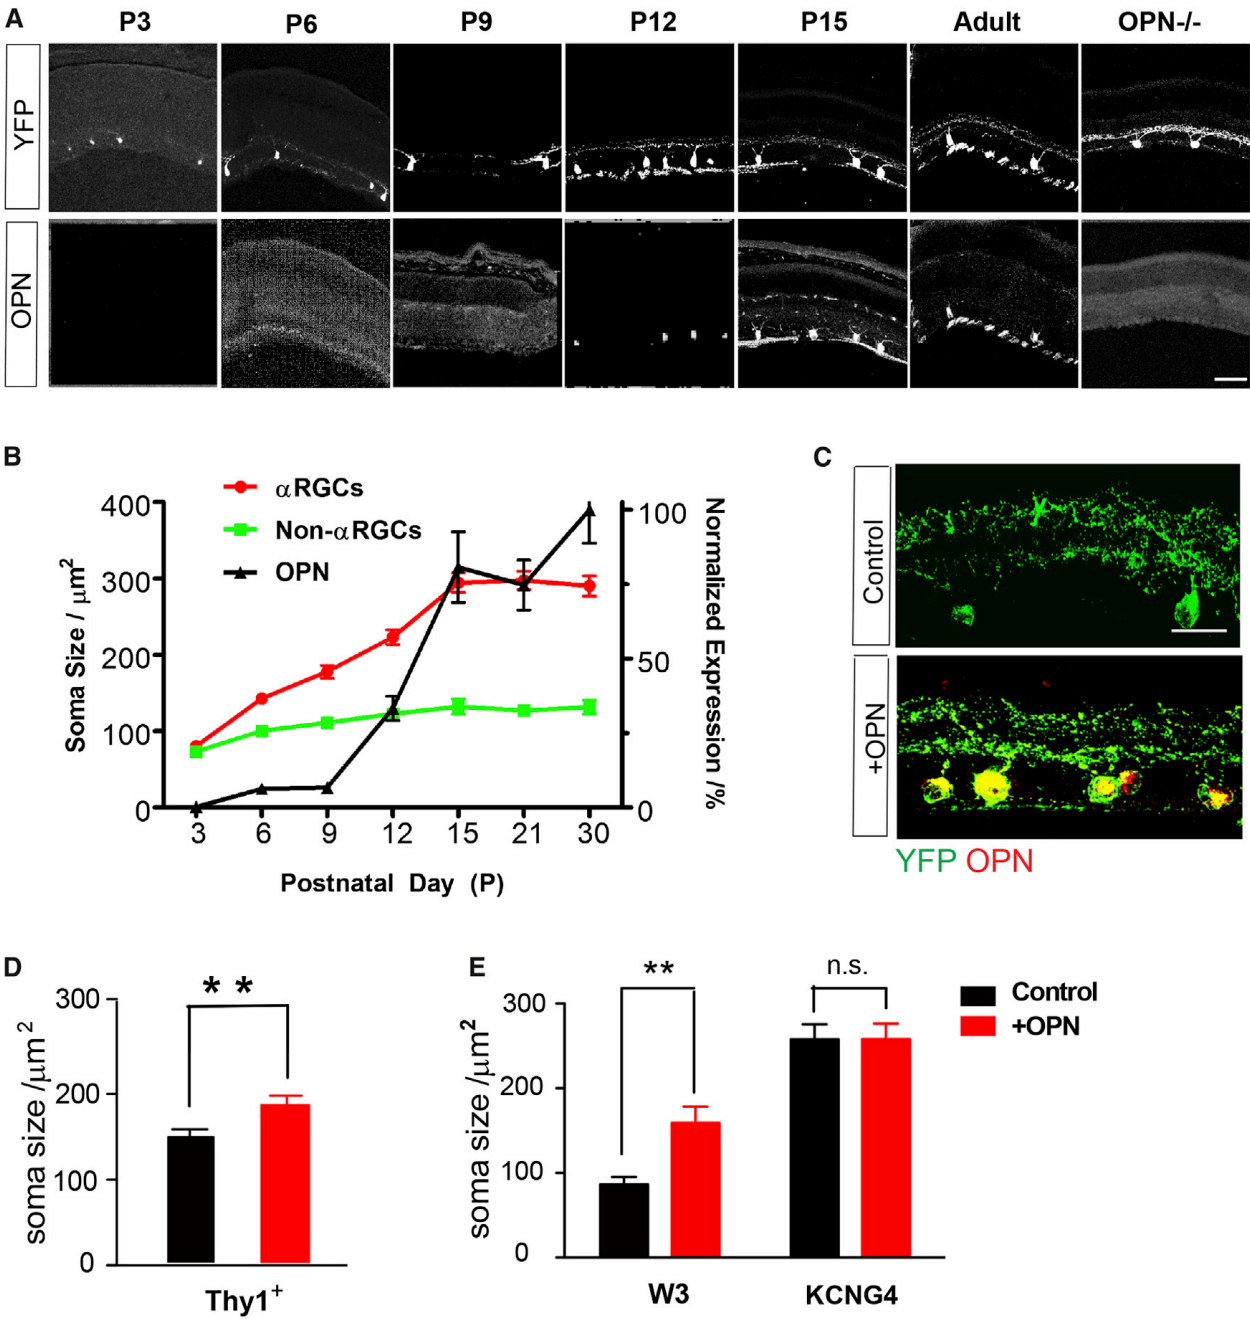 A
P3 P6 P9 P12 P15 Adult OPN-/-
YFP
OPN
B
αRGCs
Non-αRGCs
OPN
400
300
200
100
0
Soma Size / µm²
100
50
0
Normalized Expression /%
3 6 9 12 15 21 30
Postnatal Day (P)
C
Control
+OPN
YFP OPN
D
**
300
200
100
0
soma size /µm²
Thy1⁺
E
** n.s.
300
200
100
0
soma size /µm²
W3 KCNG4
Control
+OPN